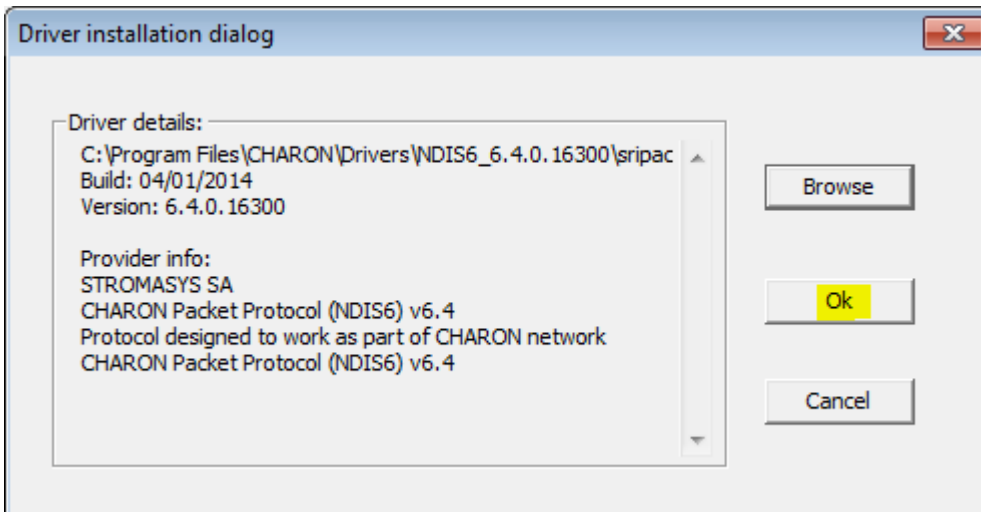 Driver installation dialog
Driver details:
C:\Program Files\CHARON\Drivers\NDIS6_6.4.0.16300\sripac
Build: 04/01/2014
Version: 6.4.0.16300
Provider info:
STROMASYS SA
CHARON Packet Protocol (NDIS6) v6.4
Protocol designed to work as part of CHARON network
CHARON Packet Protocol (NDIS6) v6.4
Browse
Ok
Cancel